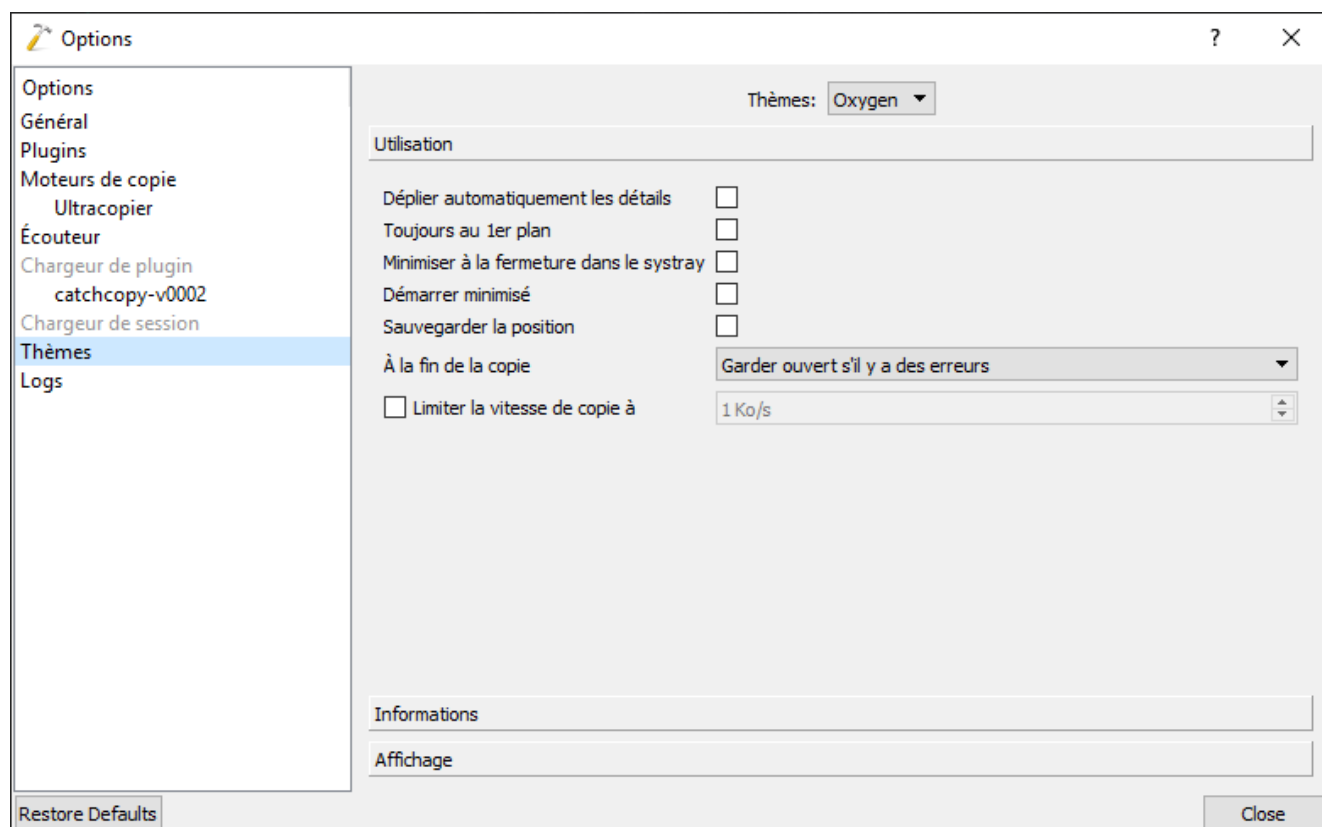 Options
?
Options
Général
Plugins
Moteurs de copie
Ultracopier
Écouteur
Chargeur de plugin
catchcopy-v0002
Chargeur de session
Thèmes
Logs
Thèmes: Oxygen
Utilisation
Déplier automatiquement les détails
Toujours au 1er plan
Minimiser à la fermeture dans le systray
Démarrer minimisé
Sauvegarder la position
À la fin de la copie Garder ouvert s'il y a des erreurs
Limiter la vitesse de copie à 1 Ko/s
Informations
Affichage
Restore Defaults Close